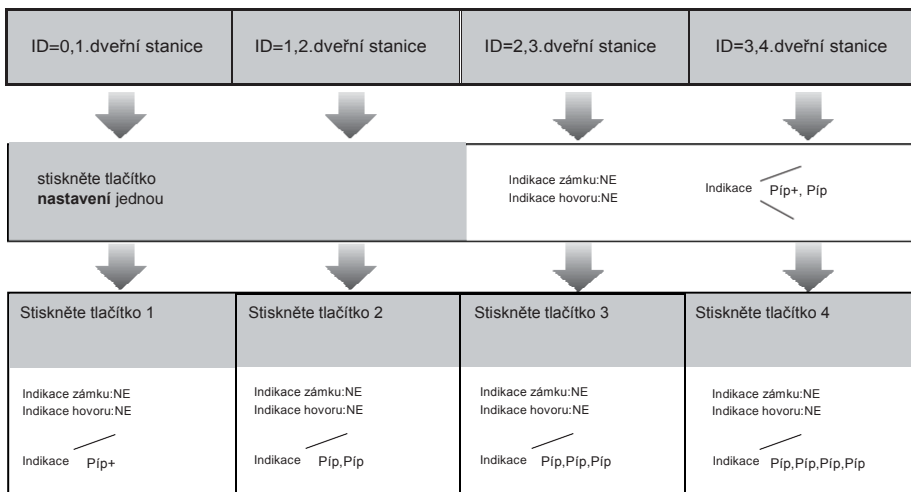 ID=0,1.dveřní stanice
ID=1,2.dveřní stanice
ID=2,3.dveřní stanice
ID=3,4.dveřní stanice
stiskněte tlačítko
nastavení jednou
Indikace zámku:NE
Indikace hovoru:NE
Indikace Píp+, Píp
Stiskněte tlačítko 1
Indikace zámku:NE
Indikace hovoru:NE
Indikace Píp+
Stiskněte tlačítko 2
Indikace zámku:NE
Indikace hovoru:NE
Indikace Píp,Píp
Stiskněte tlačítko 3
Indikace zámku:NE
Indikace hovoru:NE
Indikace Píp,Píp,Píp
Stiskněte tlačítko 4
Indikace zámku:NE
Indikace hovoru:NE
Indikace Píp,Píp,Píp,Píp